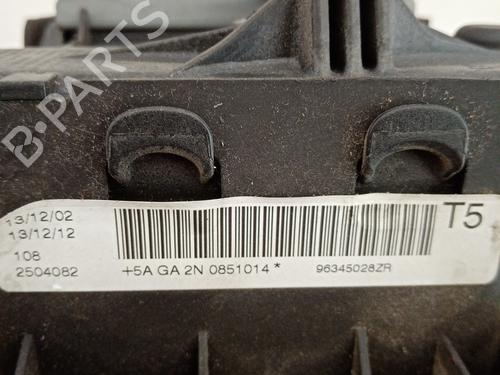 B-PARTS
13/12/02
13/12/12
108
2504082
T5
+5A GA 2N 0851014*
96345028ZR